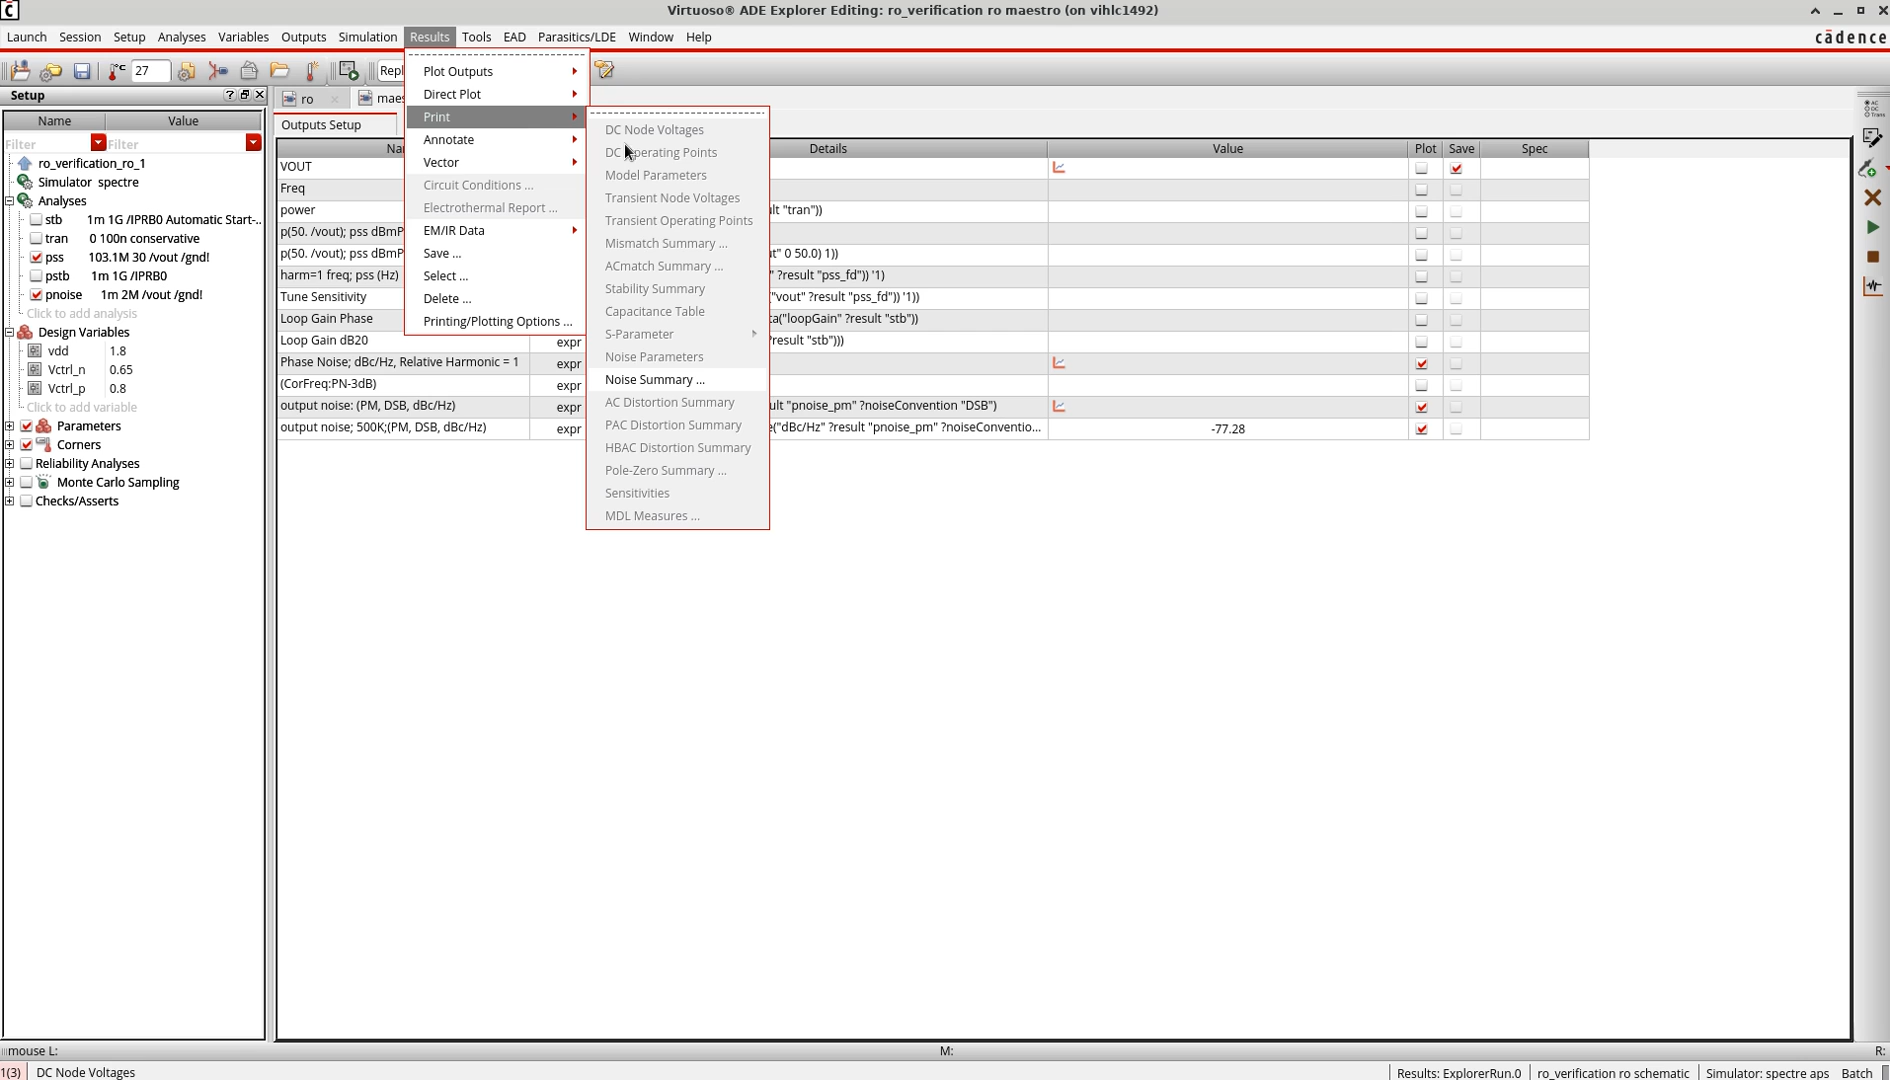 Virtuoso® ADE Explorer Editing: ro_verification ro maestro (on vihlc1492)
Launch Session Setup Analyses Variables Outputs Simulation Results Tools EAD Parasitics/LDE Window Help
cādence
27
Repl
Setup
Name Value
Filter Filter
ro_verification_ro_1
Simulator spectre
Analyses
stb 1m 1G /IPRB0 Automatic Start-..
tran 0 100n conservative
pss 103.1M 30 /vout /gnd!
pstb 1m 1G /IPRB0
pnoise 1m 2M /vout /gnd!
Click to add analysis
Design Variables
vdd 1.8
Vctrl_n 0.65
Vctrl_p 0.8
Click to add variable
Parameters
Corners
Reliability Analyses
Monte Carlo Sampling
Checks/Asserts
Plot Outputs
Direct Plot
Print
Annotate
Vector
Circuit Conditions ...
Electrothermal Report ...
EM/IR Data
Save ...
Select ...
Delete ...
Printing/Plotting Options ...
DC Node Voltages
DC Operating Points
Model Parameters
Transient Node Voltages
Transient Operating Points
Mismatch Summary ...
ACmatch Summary ...
Stability Summary
Capacitance Table
S-Parameter
Noise Parameters
Noise Summary ...
AC Distortion Summary
PAC Distortion Summary
HBAC Distortion Summary
Pole-Zero Summary ...
Sensitivities
MDL Measures ...
ro maes
Outputs Setup
Na Details Value Plot Save Spec
VOUT
Freq
power ult "tran"))
p(50. /vout); pss dBmP
p(50. /vout); pss dBmP ut" 0 50.0) 1))
harm=1 freq; pss (Hz) " ?result "pss_fd")) '1)
Tune Sensitivity ("vout" ?result "pss_fd")) '1))
Loop Gain Phase ta("loopGain" ?result "stb"))
Loop Gain dB20 expr result "stb")))
Phase Noise; dBc/Hz, Relative Harmonic = 1 expr
(CorFreq:PN-3dB) expr
output noise: (PM, DSB, dBc/Hz) expr ult "pnoise_pm" ?noiseConvention "DSB")
output noise; 500K;(PM, DSB, dBc/Hz) expr e("dBc/Hz" ?result "pnoise_pm" ?noiseConventio... -77.28
mouse L: M: R:
1(3) DC Node Voltages Results: ExplorerRun.0 ro_verification ro schematic Simulator: spectre aps Batch